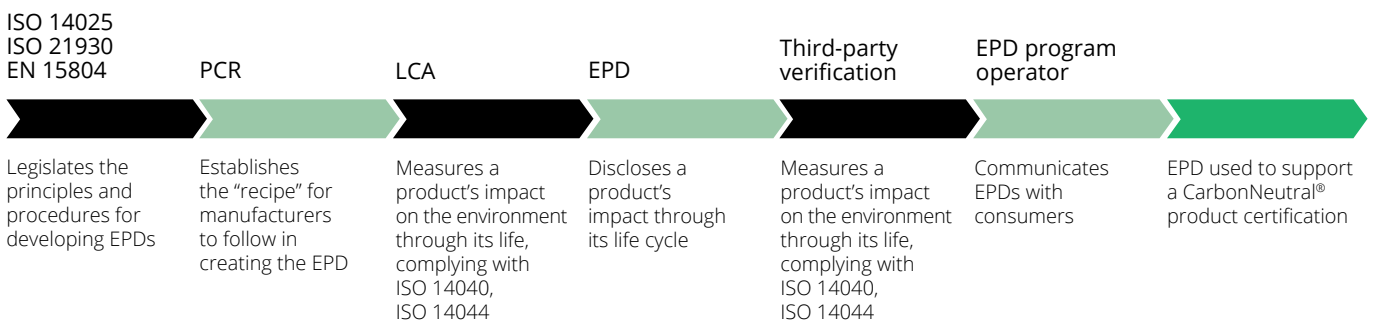 ISO 14025
ISO 21930
EN 15804
PCR
LCA
EPD
Third-party
verification
EPD program
operator
Legislates the
principles and
procedures for
developing EPDs
Establishes
the “recipe” for
manufacturers
to follow in
creating the EPD
Measures a
product’s impact
on the environment
through its life,
complying with
ISO 14040,
ISO 14044
Discloses a
product’s
impact through
its life cycle
Measures a
product’s impact
on the environment
through its life,
complying with
ISO 14040,
ISO 14044
Communicates
EPDs with
consumers
EPD used to support
a CarbonNeutral®
product certification